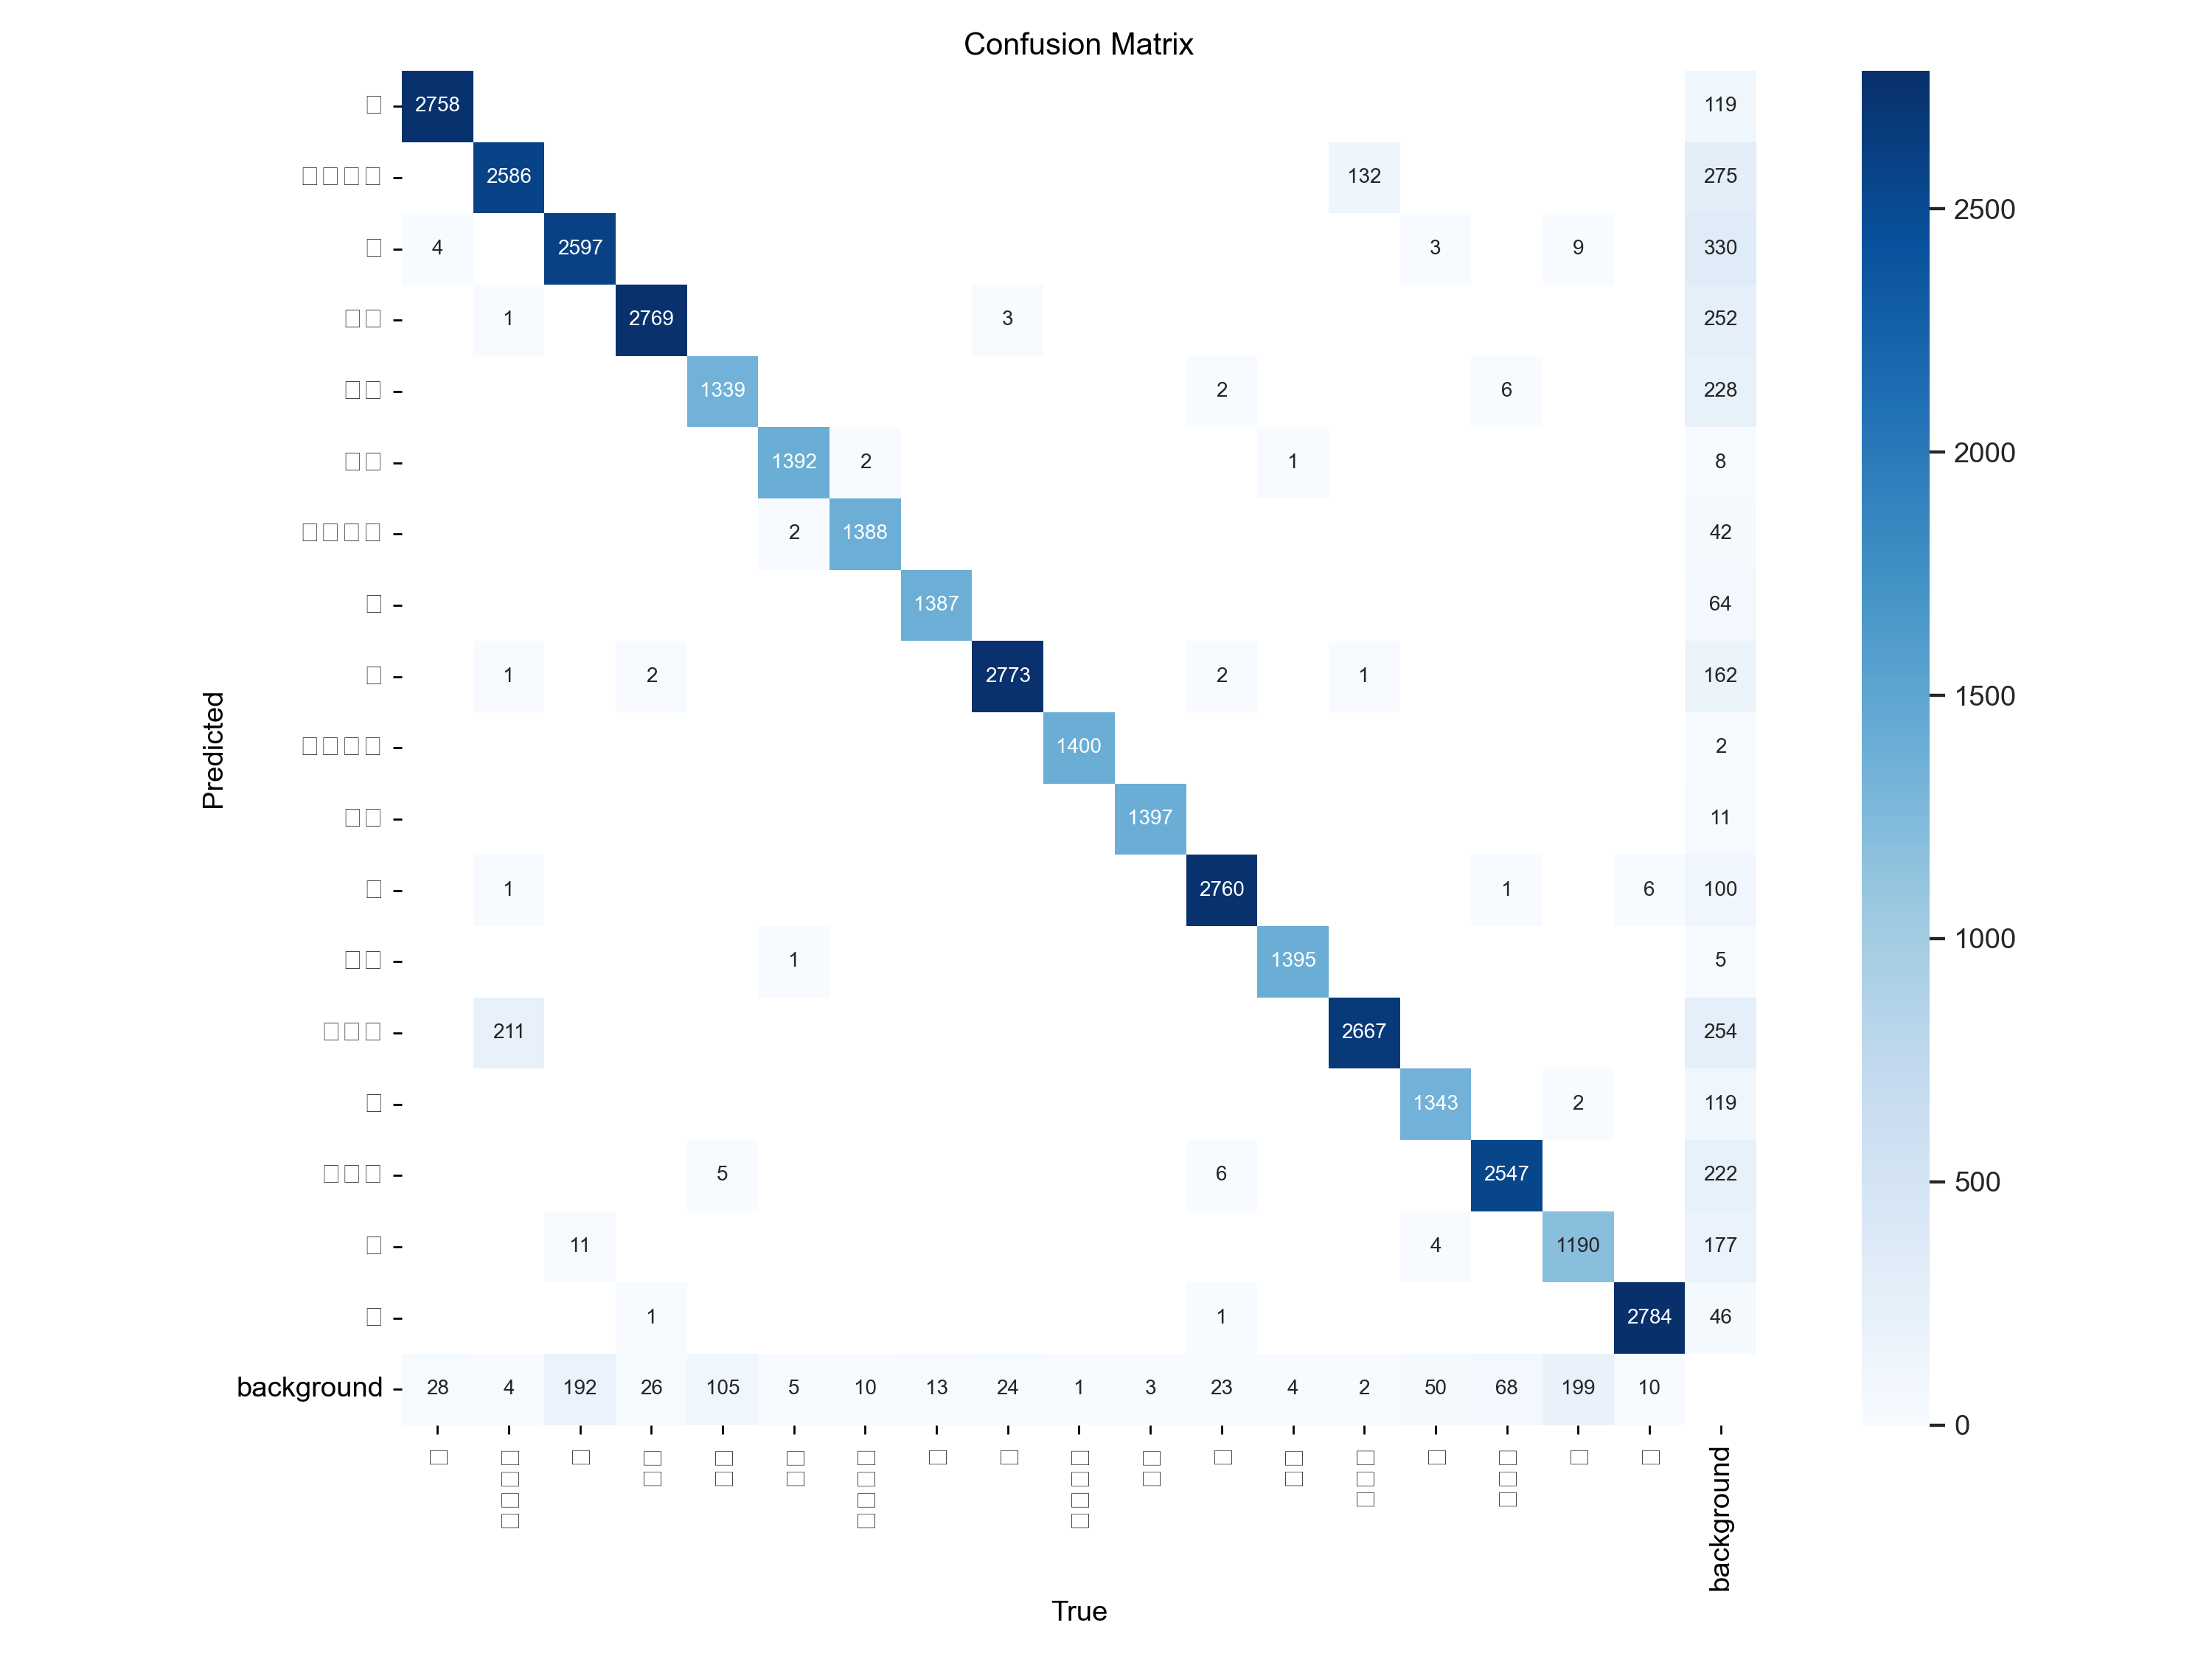 Confusion Matrix
2758 119
2586 132 275
4 2597 3 9 330
1 2769 3 252
1339 2 6 228
1392 2 1 8
2 1388 42
1387 64
1 2 2773 2 1 162
1400 2
1397 11
1 2760 1 6 100
1 1395 5
211 2667 254
1343 2 119
5 6 2547 222
11 4 1190 177
1 1 2784 46
background 28 4 192 26 105 5 10 13 24 1 3 23 4 2 50 68 199 10
background
Predicted
True
2500
2000
1500
1000
500
0